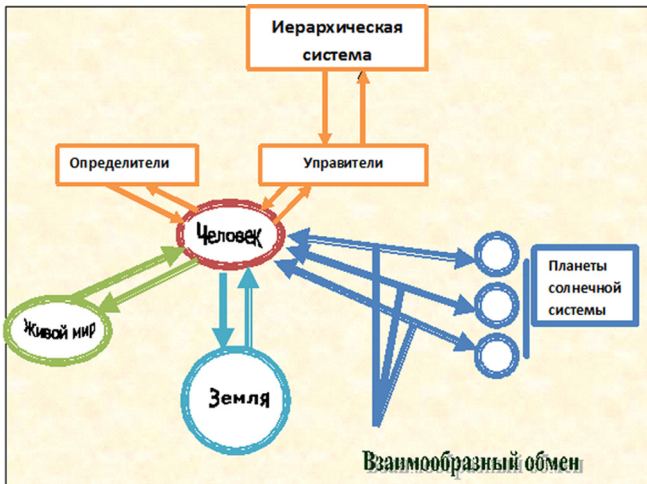 Иерархическая
система
Определители
Управители
Человек
Планеты
солнечной
системы
Живой мир
Земля
Взаимообразный обмен